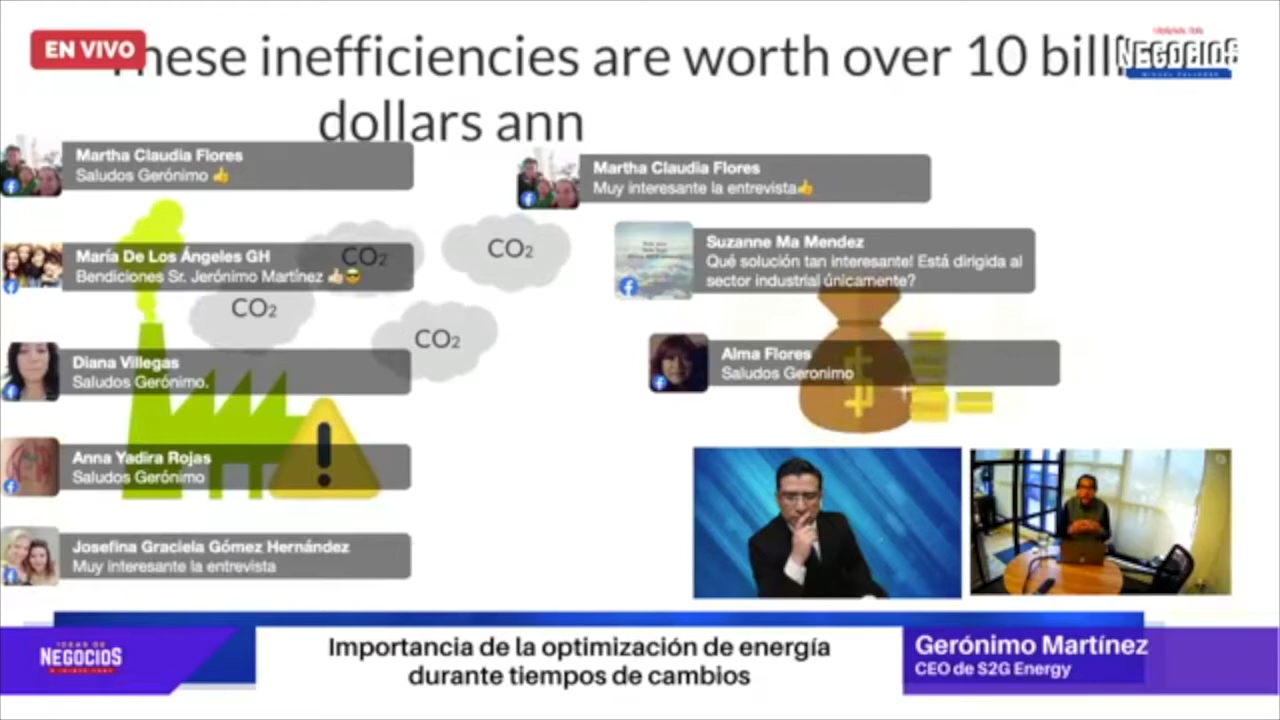 EN VIVO
These inefficiencies are worth over 10 bill
dollars ann
NEGOCIOS
Martha Claudia Flores
Saludos Gerónimo 👍
Martha Claudia Flores
Muy interesante la entrevista👍
María De Los Ángeles GH
Bendiciones Sr. Jerónimo Martínez 👍🏻😎
CO₂
CO₂
CO₂
CO₂
Suzanne Ma Mendez
Qué solución tan interesante! Está dirigida al
sector industrial únicamente?
Diana Villegas
Saludos Gerónimo.
Alma Flores
Saludos Geronimo
Anna Yadira Rojas
Saludos Gerónimo
Josefina Graciela Gómez Hernández
Muy interesante la entrevista
IDEAS DE
NEGOCIOS
Importancia de la optimización de energía
durante tiempos de cambios
Gerónimo Martínez
CEO de S2G Energy